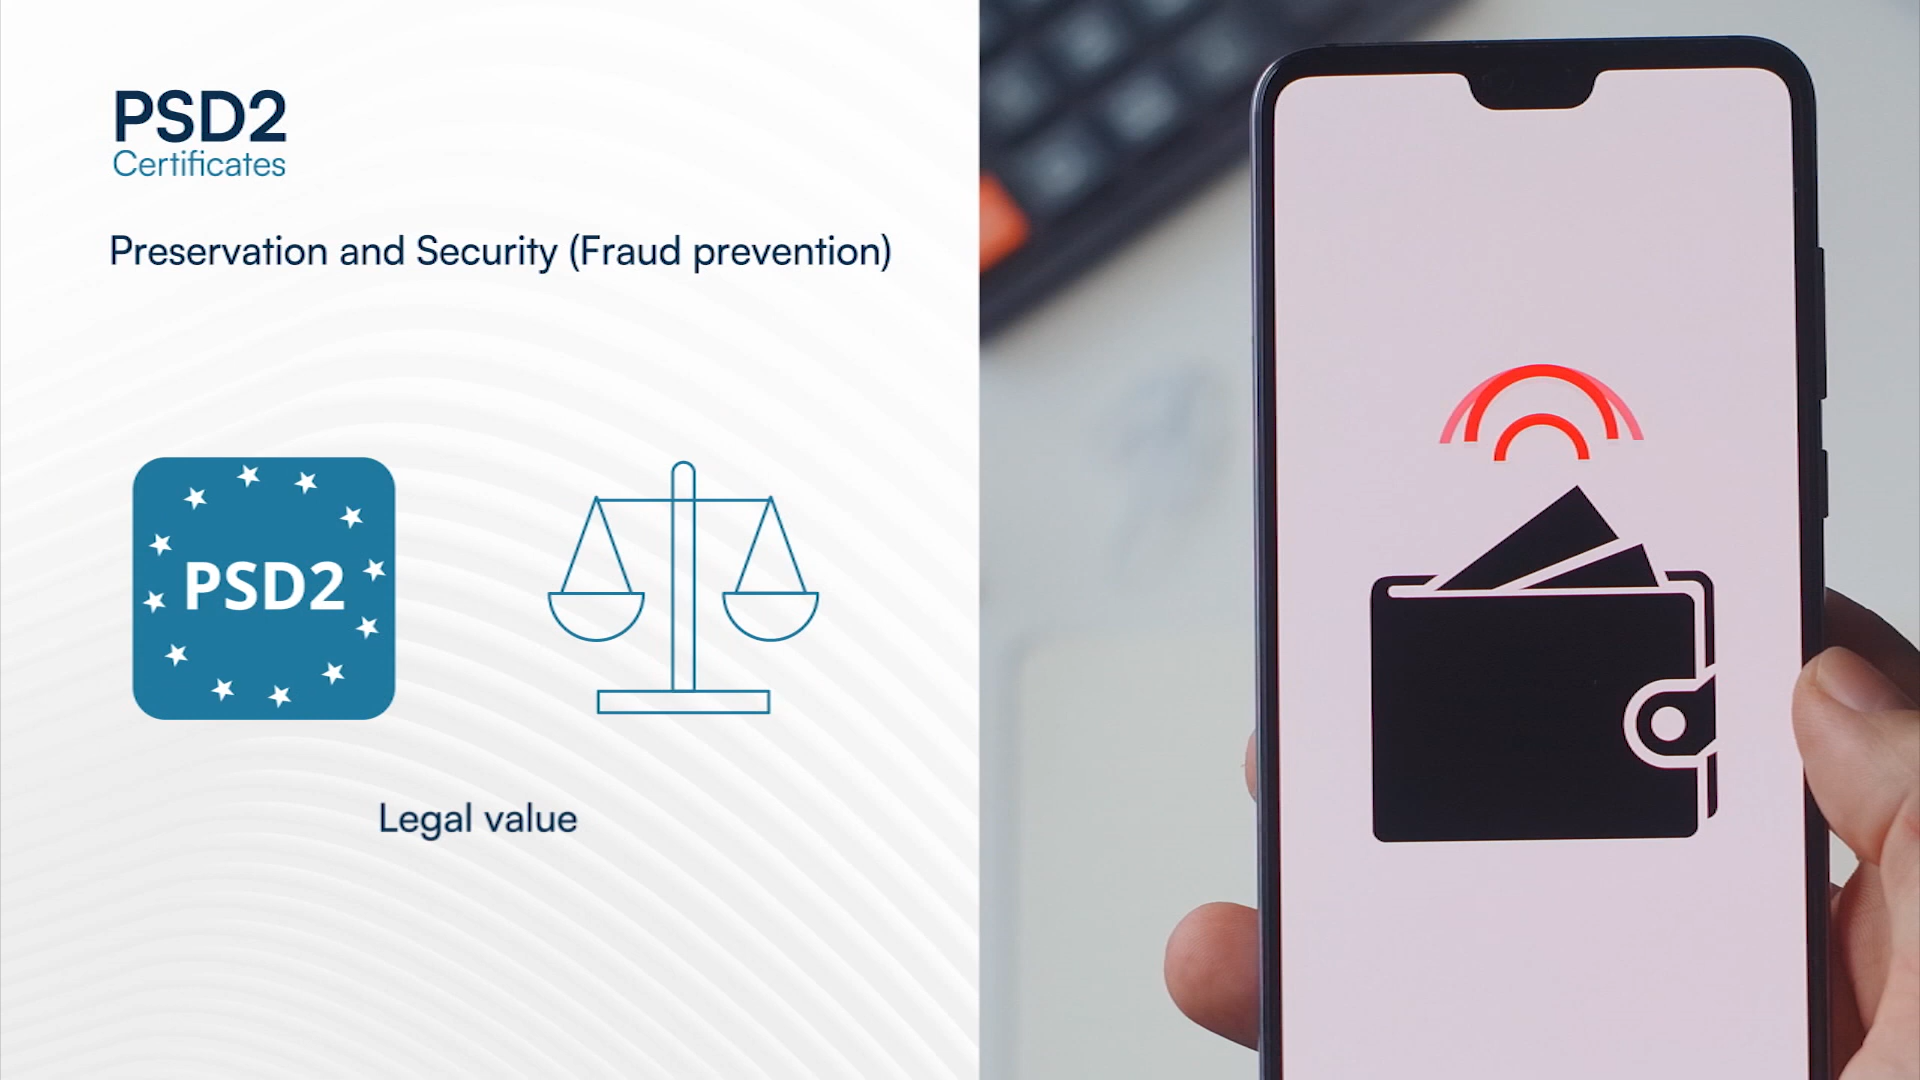 PSD2
Certificates
Preservation and Security (Fraud prevention)
PSD2
Legal value